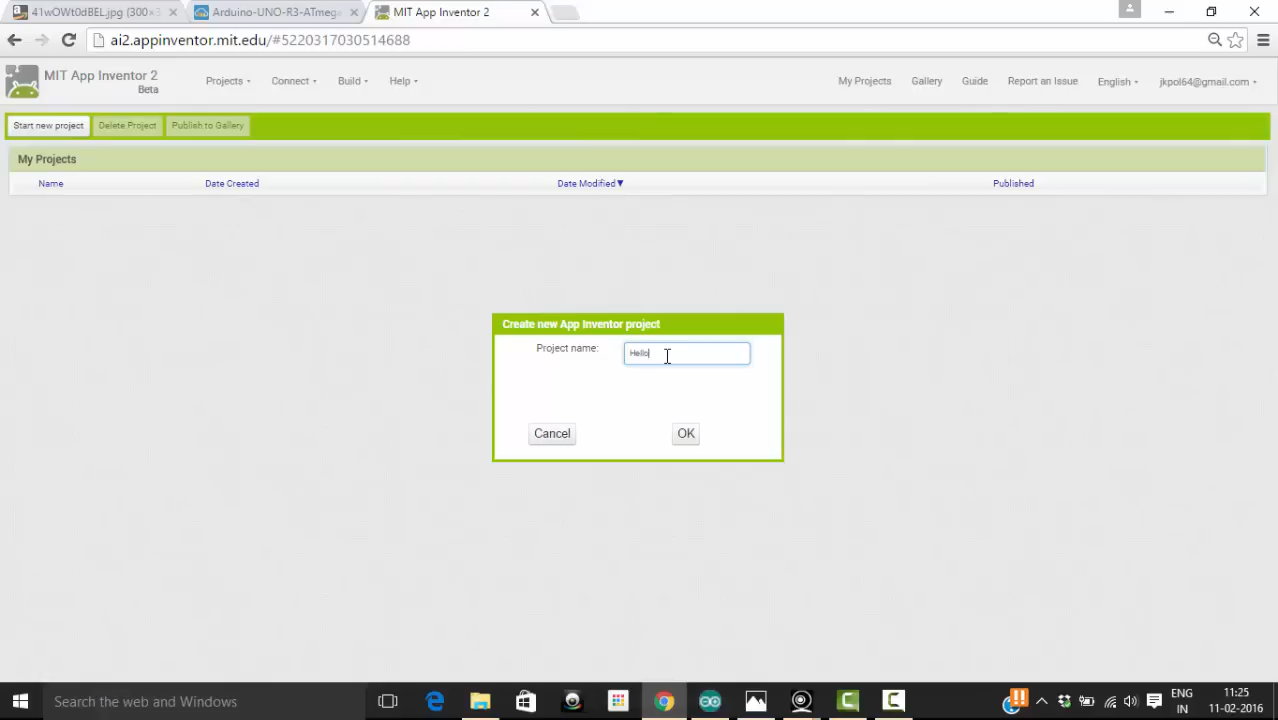 41wOWt0dBEL.jpg (300×3
Arduino-UNO-R3-ATmega
MIT App Inventor 2
ai2.appinventor.mit.edu/#5220317030514688
MIT App Inventor 2
Beta
Projects
Connect
Build
Help
My Projects
Gallery
Guide
Report an Issue
English
jkpol64@gmail.com
Start new project
Delete Project
Publish to Gallery
My Projects
Name
Date Created
Date Modified▼
Published
Create new App Inventor project
Project name:
Hello
Cancel
OK
Search the web and Windows
ENG
IN
11:25
11-02-2016